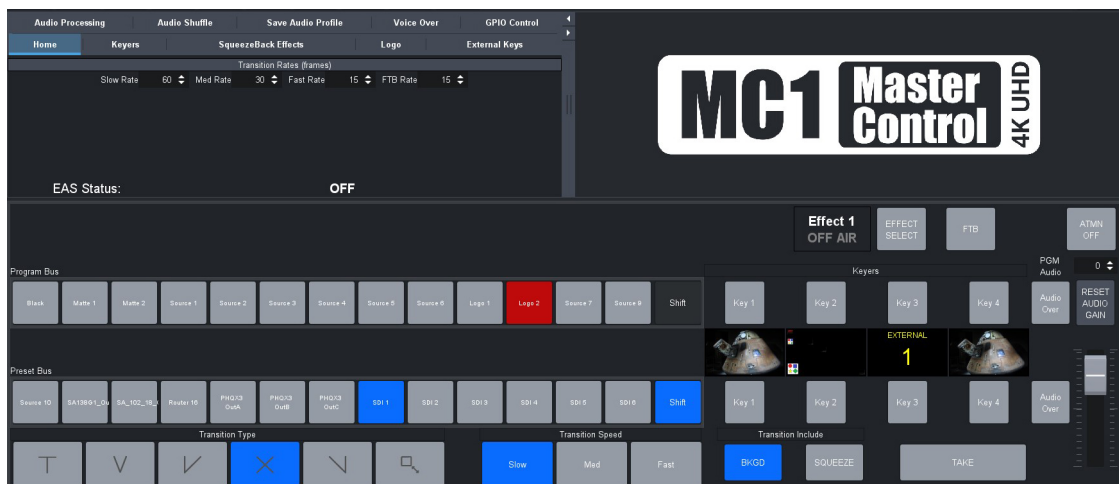 Audio Processing Audio Shuffle Save Audio Profile Voice Over GPIO Control
Home Keyers SqueezeBack Effects Logo External Keys
Transition Rates (frames)
Slow Rate 60 Med Rate 30 Fast Rate 15 FTB Rate 15
EAS Status: OFF
MC1 Master Control 4K UHD
Effect 1
OFF AIR
EFFECT SELECT
FTB
ATMN OFF
Program Bus
Keyers
PGM Audio 0
Black Matte 1 Matte 2 Source 1 Source 2 Source 3 Source 4 Source 5 Source 6 Logo 1 Logo 2 Source 7 Source 9 Shift
Key 1 Key 2 Key 3 Key 4 Audio Over RESET AUDIO GAIN
EXTERNAL
1
Preset Bus
Source 10 SA13861_Ou SA_102_18_ Router 16 PHQX3 OutA PHQX3 OutB PHQX3 OutC SDI 1 SDI 2 SDI 3 SDI 4 SDI 5 SDI 6 Shift
Key 1 Key 2 Key 3 Key 4 Audio Over
Transition Type Transition Speed Transition Include
Slow Med Fast BKGD SQUEEZE TAKE